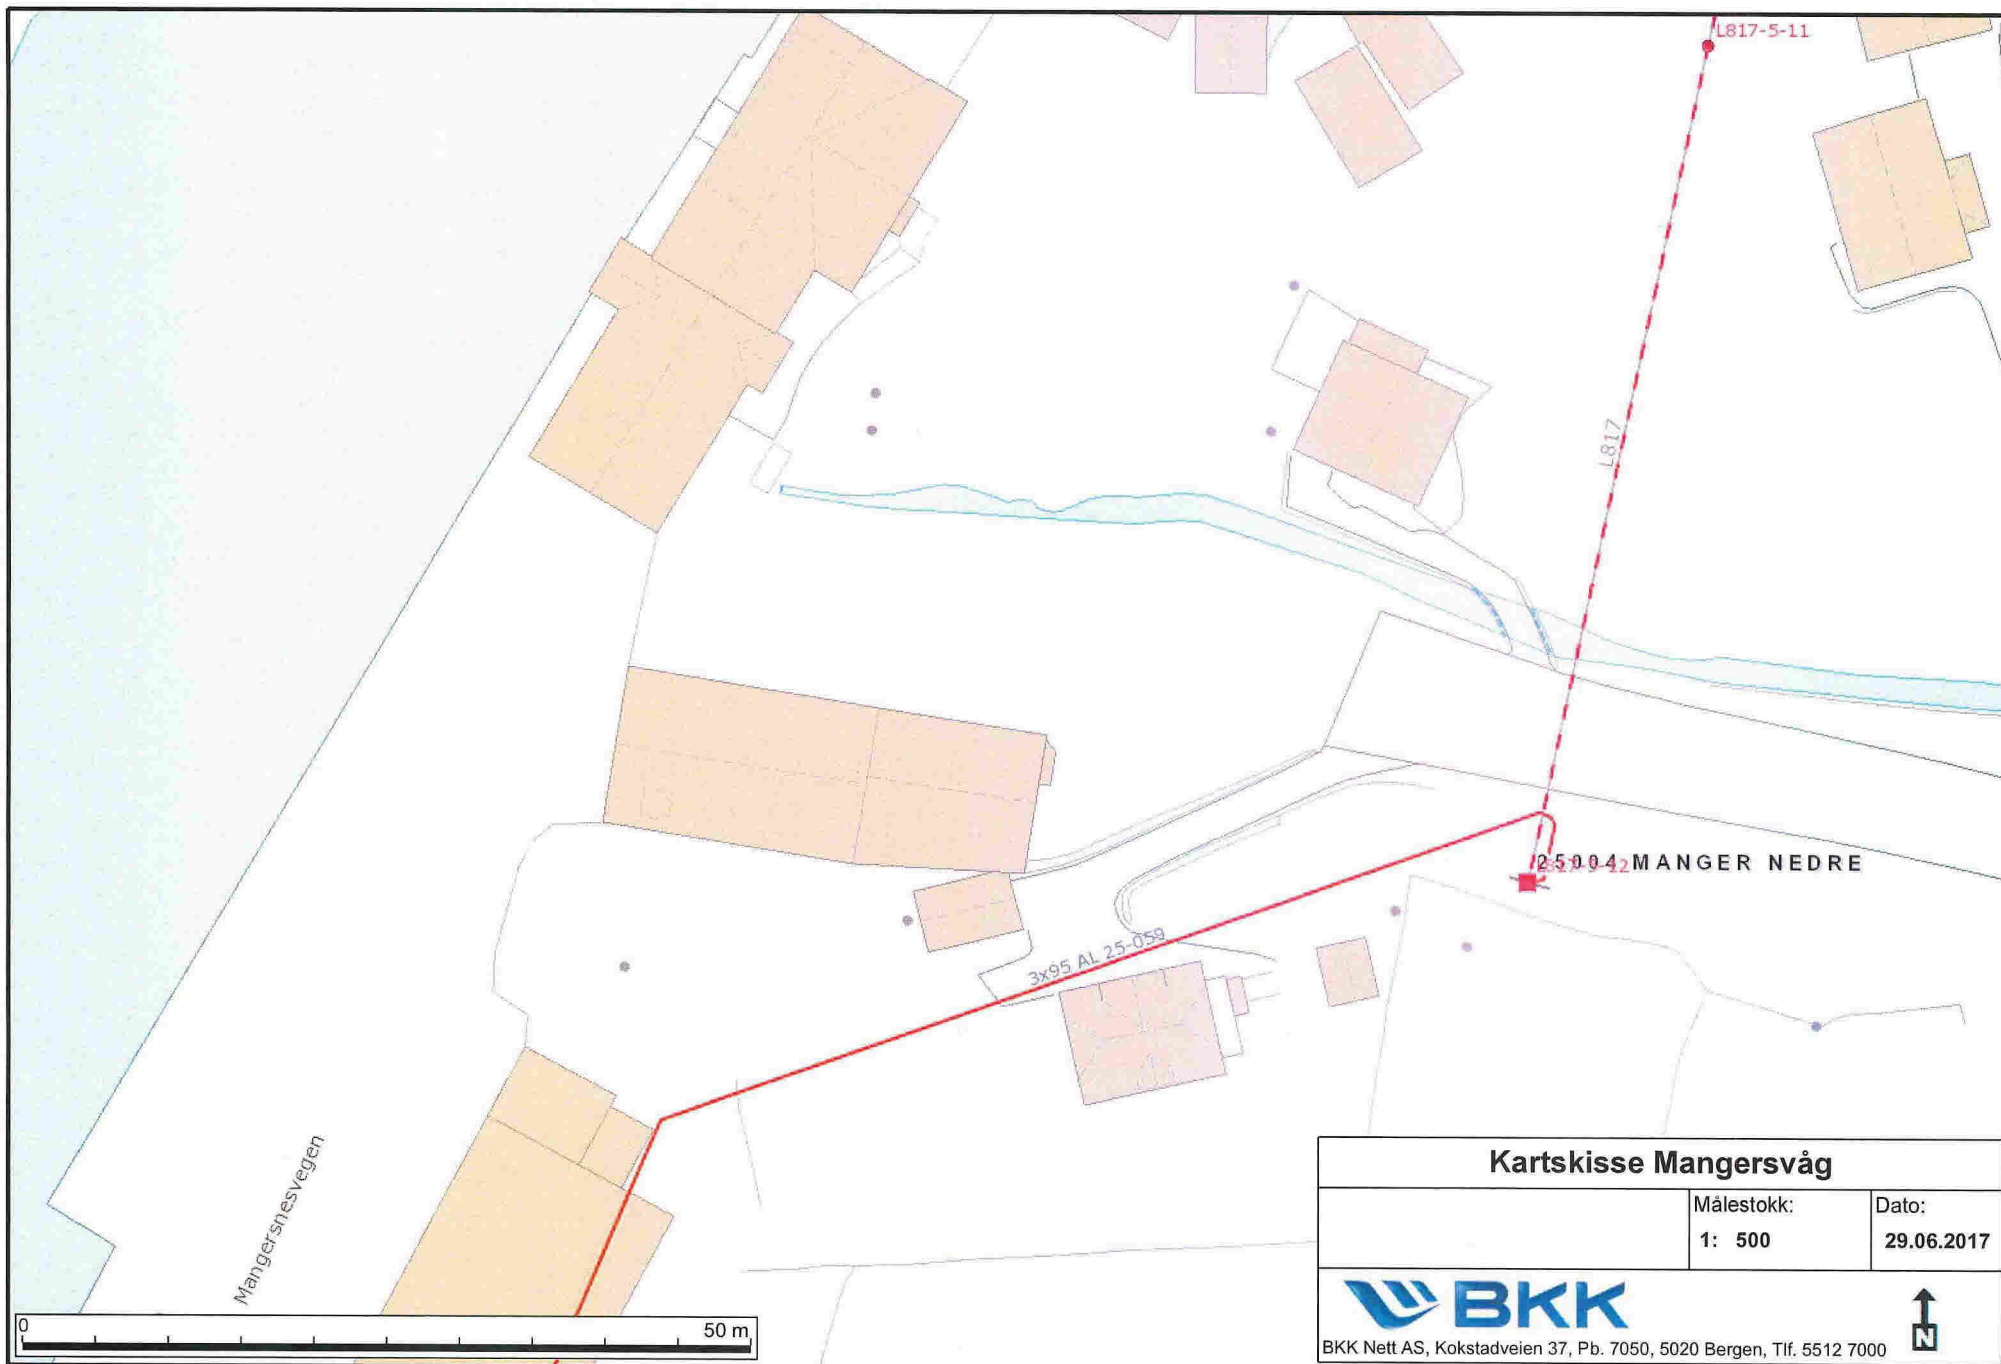 L817-5-11
L817
25004 MANGER NEDRE
3x95 AL 25-059
Mangersnesvegen
0 50 m
Kartskisse Mangersvåg
Målestokk: Dato:
1: 500 29.06.2017
BKK
BKK Nett AS, Kokstadveien 37, Pb. 7050, 5020 Bergen, Tlf. 5512 7000
N